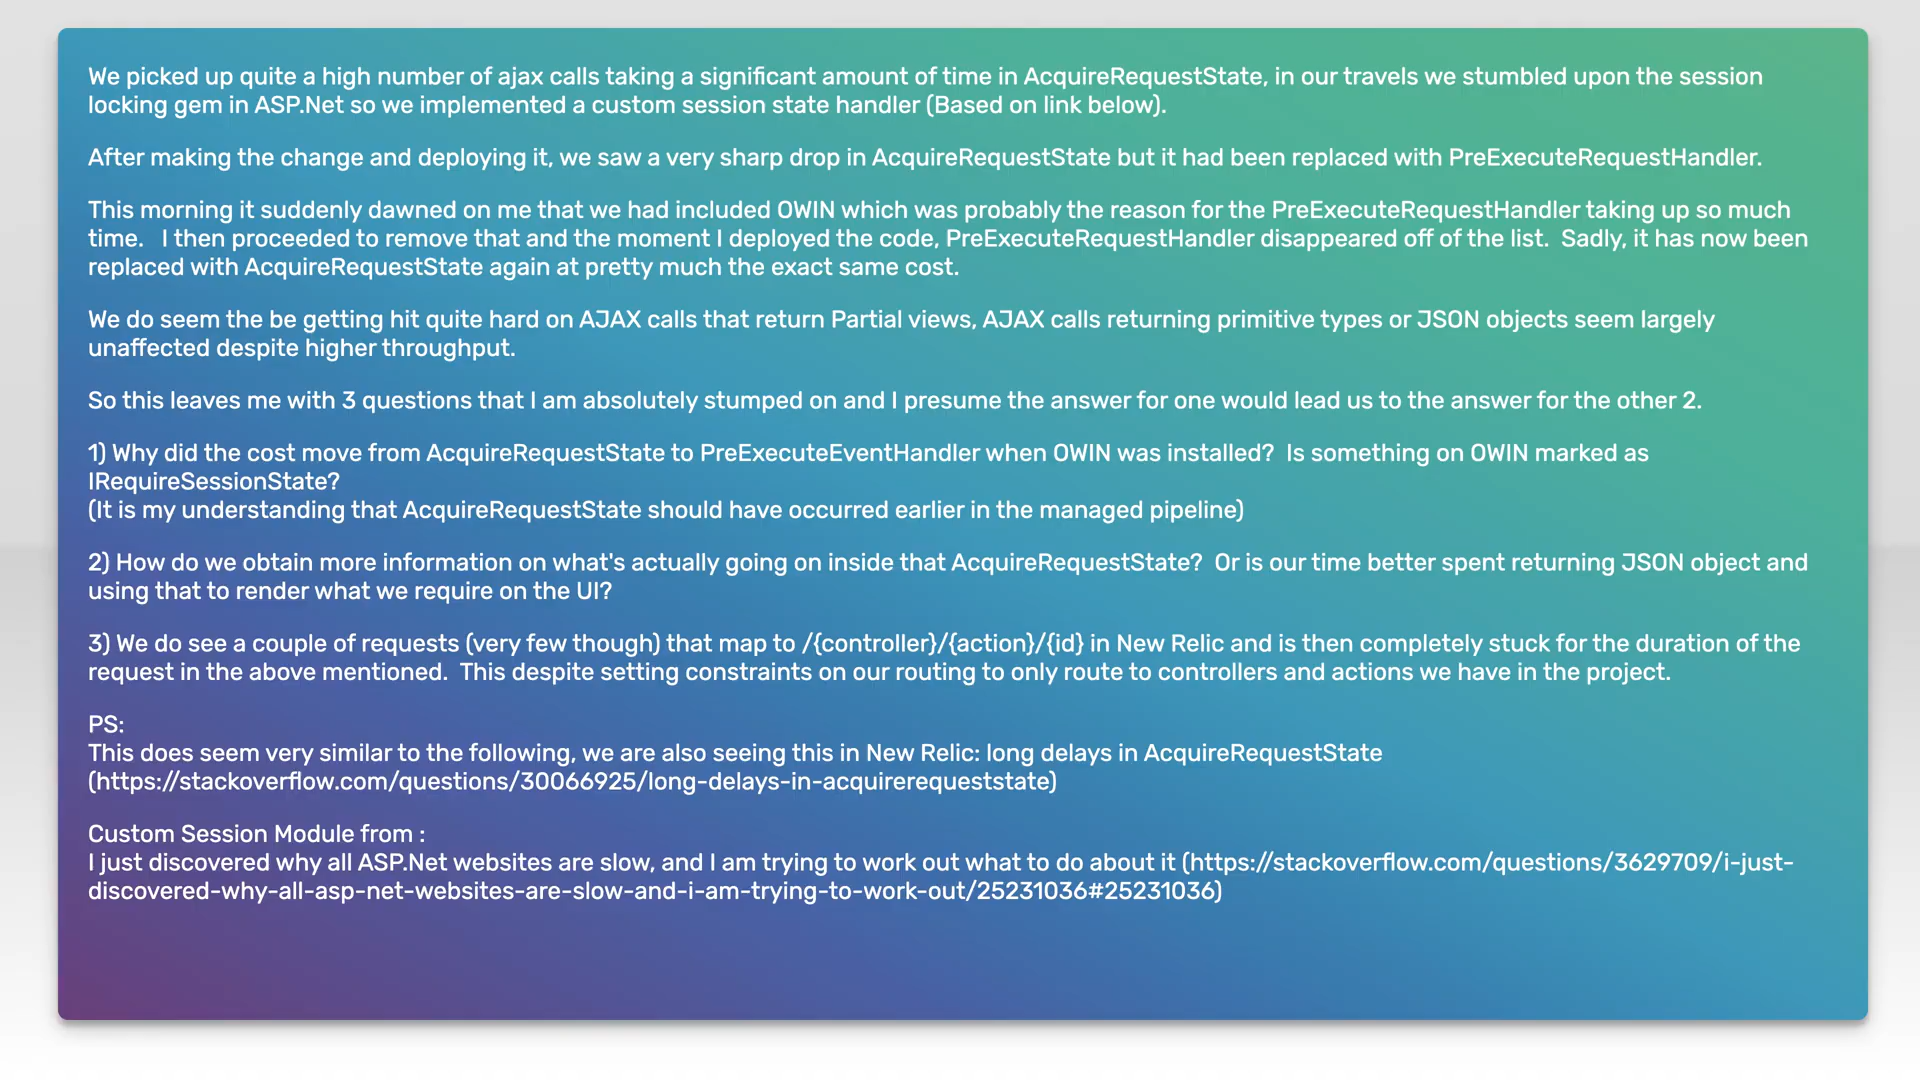 We picked up quite a high number of ajax calls taking a significant amount of time in AcquireRequestState, in our travels we stumbled upon the session
locking gem in ASP.Net so we implemented a custom session state handler (Based on link below).
After making the change and deploying it, we saw a very sharp drop in AcquireRequestState but it had been replaced with PreExecuteRequestHandler.
This morning it suddenly dawned on me that we had included OWIN which was probably the reason for the PreExecuteRequestHandler taking up so much
time.   I then proceeded to remove that and the moment I deployed the code, PreExecuteRequestHandler disappeared off of the list.  Sadly, it has now been
replaced with AcquireRequestState again at pretty much the exact same cost.
We do seem the be getting hit quite hard on AJAX calls that return Partial views, AJAX calls returning primitive types or JSON objects seem largely
unaffected despite higher throughput.
So this leaves me with 3 questions that I am absolutely stumped on and I presume the answer for one would lead us to the answer for the other 2.
1) Why did the cost move from AcquireRequestState to PreExecuteEventHandler when OWIN was installed?  Is something on OWIN marked as
IRequireSessionState?
(It is my understanding that AcquireRequestState should have occurred earlier in the managed pipeline)
2) How do we obtain more information on what's actually going on inside that AcquireRequestState?  Or is our time better spent returning JSON object and
using that to render what we require on the UI?
3) We do see a couple of requests (very few though) that map to /{controller}/{action}/{id} in New Relic and is then completely stuck for the duration of the
request in the above mentioned.  This despite setting constraints on our routing to only route to controllers and actions we have in the project.
PS:
This does seem very similar to the following, we are also seeing this in New Relic: long delays in AcquireRequestState
(https://stackoverflow.com/questions/30066925/long-delays-in-acquirerequeststate)
Custom Session Module from :
I just discovered why all ASP.Net websites are slow, and I am trying to work out what to do about it (https://stackoverflow.com/questions/3629709/i-just-
discovered-why-all-asp-net-websites-are-slow-and-i-am-trying-to-work-out/25231036#25231036)